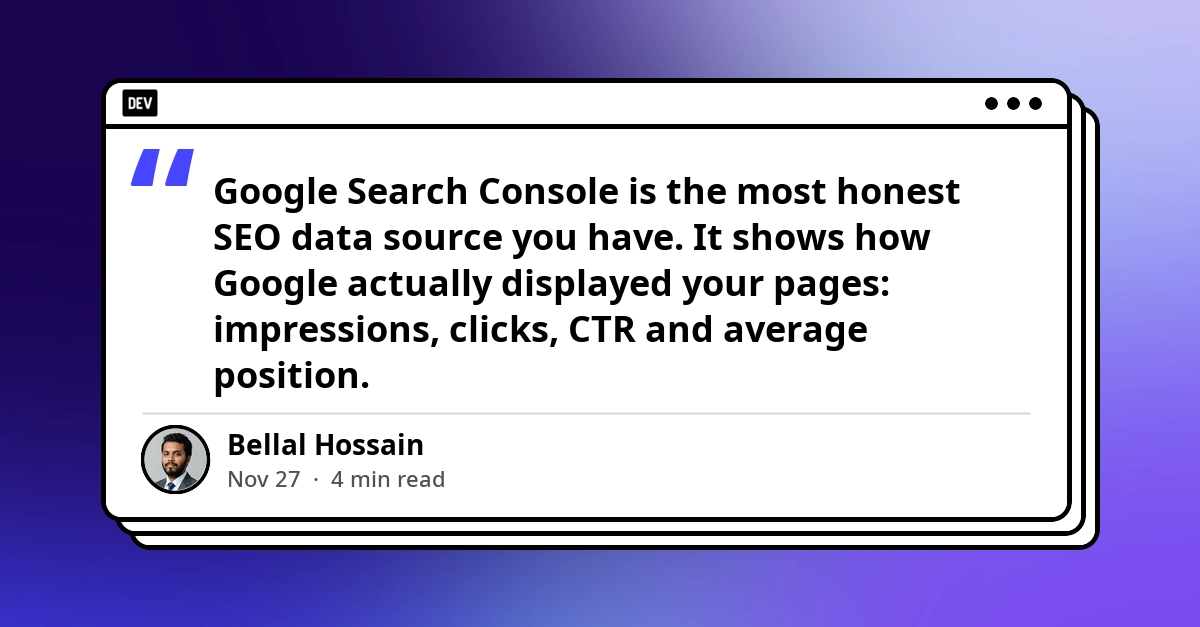 DEV
“ Google Search Console is the most honest
SEO data source you have. It shows how
Google actually displayed your pages:
impressions, clicks, CTR and average
position.
Bellal Hossain
Nov 27 · 4 min read